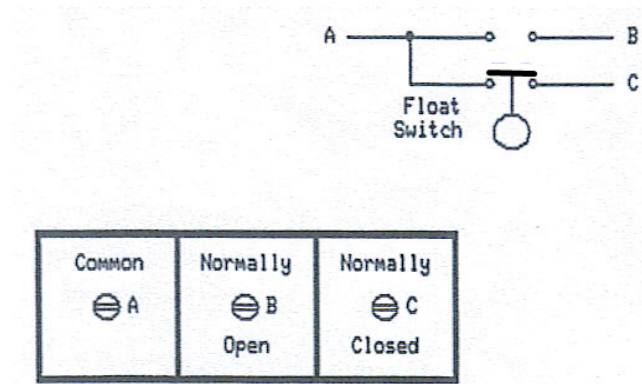 A
B
C
Float
Switch
Common
Normally
Normally
A
B
C
Open
Closed